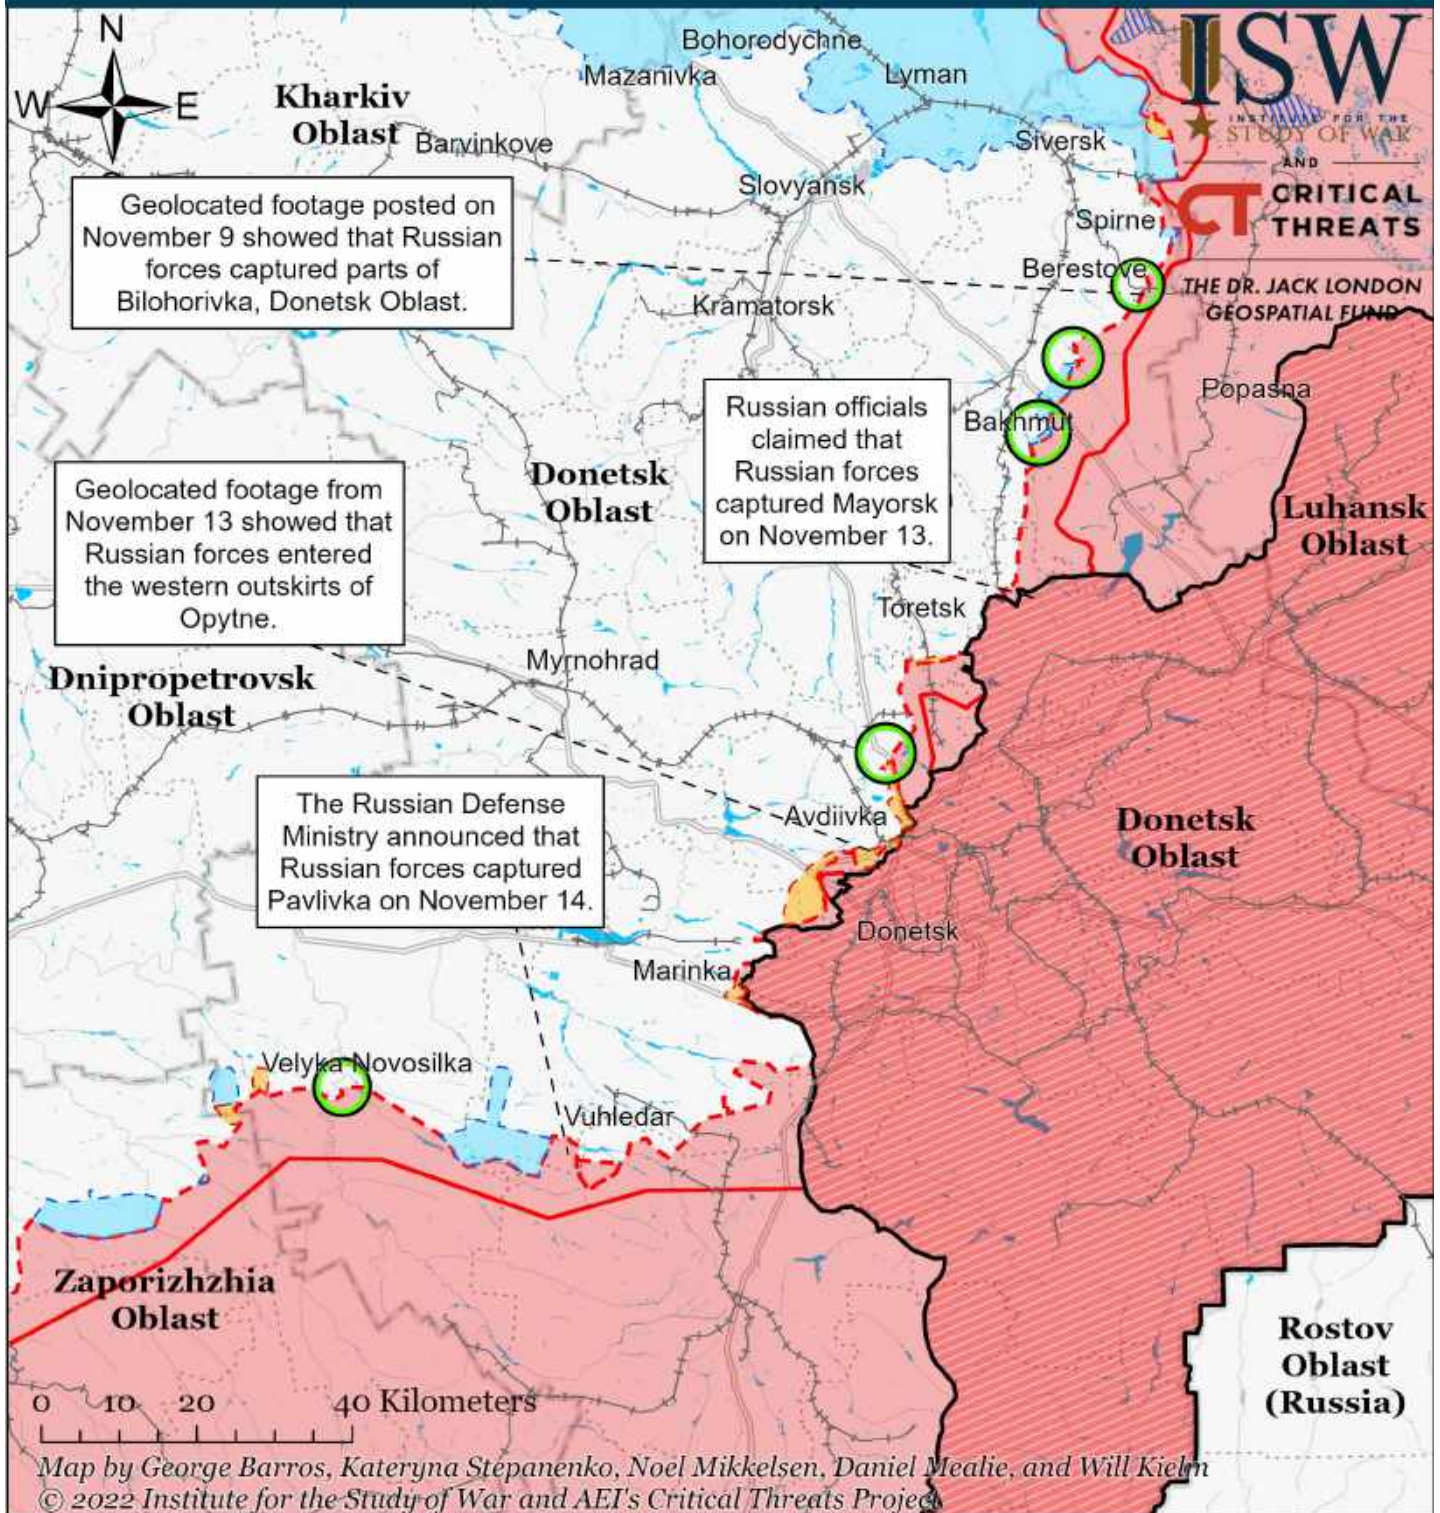 N
W
E
Kharkiv
Oblast
Barvinkove
Bohorodychne
Mazanivka
Lyman
Siversk
Slovyansk
Spirne
Berestove
Kramatorsk
ISW
INSTITUTE FOR THE
STUDY OF WAR
AND
CT CRITICAL
THREATS
THE DR. JACK LONDON
GEOSPATIAL FUND
Geolocated footage posted on
November 9 showed that Russian
forces captured parts of
Bilohorivka, Donetsk Oblast.
Popasna
Bakhmut
Russian officials
claimed that
Russian forces
captured Mayorsk
on November 13.
Donetsk
Oblast
Luhansk
Oblast
Geolocated footage from
November 13 showed that
Russian forces entered
the western outskirts of
Opytne.
Toretsk
Myrnohrad
Dnipropetrovsk
Oblast
The Russian Defense
Ministry announced that
Russian forces captured
Pavlivka on November 14.
Avdiivka
Donetsk
Oblast
Donetsk
Marinka
Velyka Novosilka
Vuhledar
Zaporizhzhia
Oblast
Rostov
Oblast
(Russia)
0 10 20 40 Kilometers
Map by George Barros, Kateryna Stepanenko, Noel Mikkelsen, Daniel Mealie, and Will Kielm
© 2022 Institute for the Study of War and AEI's Critical Threats Project